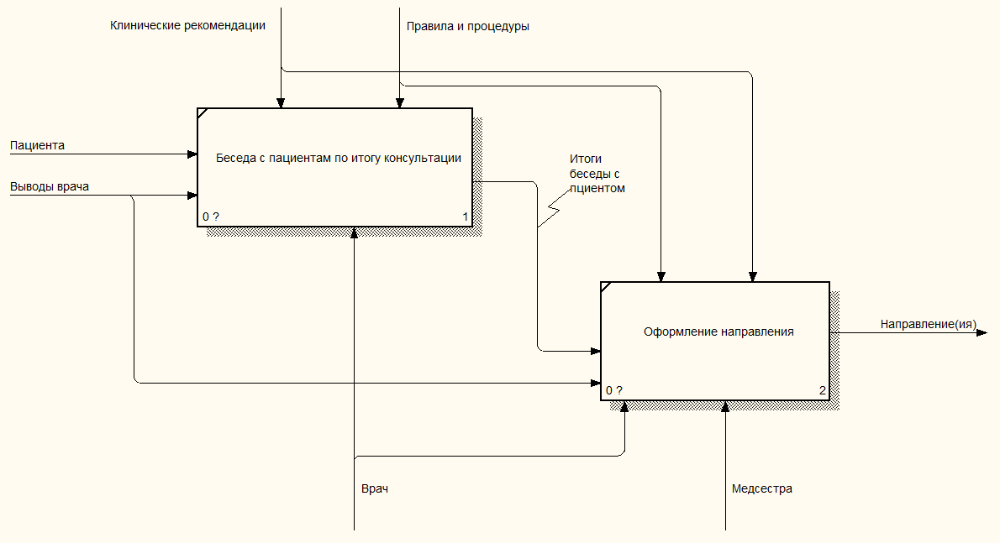 Клинические рекомендации
Правила и процедуры
Пациента
Беседа с пациентам по итогу консультации
Выводы врача
0 ?
1
Итоги
беседы с
пциентом
Оформление направления
Направление(ия)
0 ?
2
Врач
Медсестра